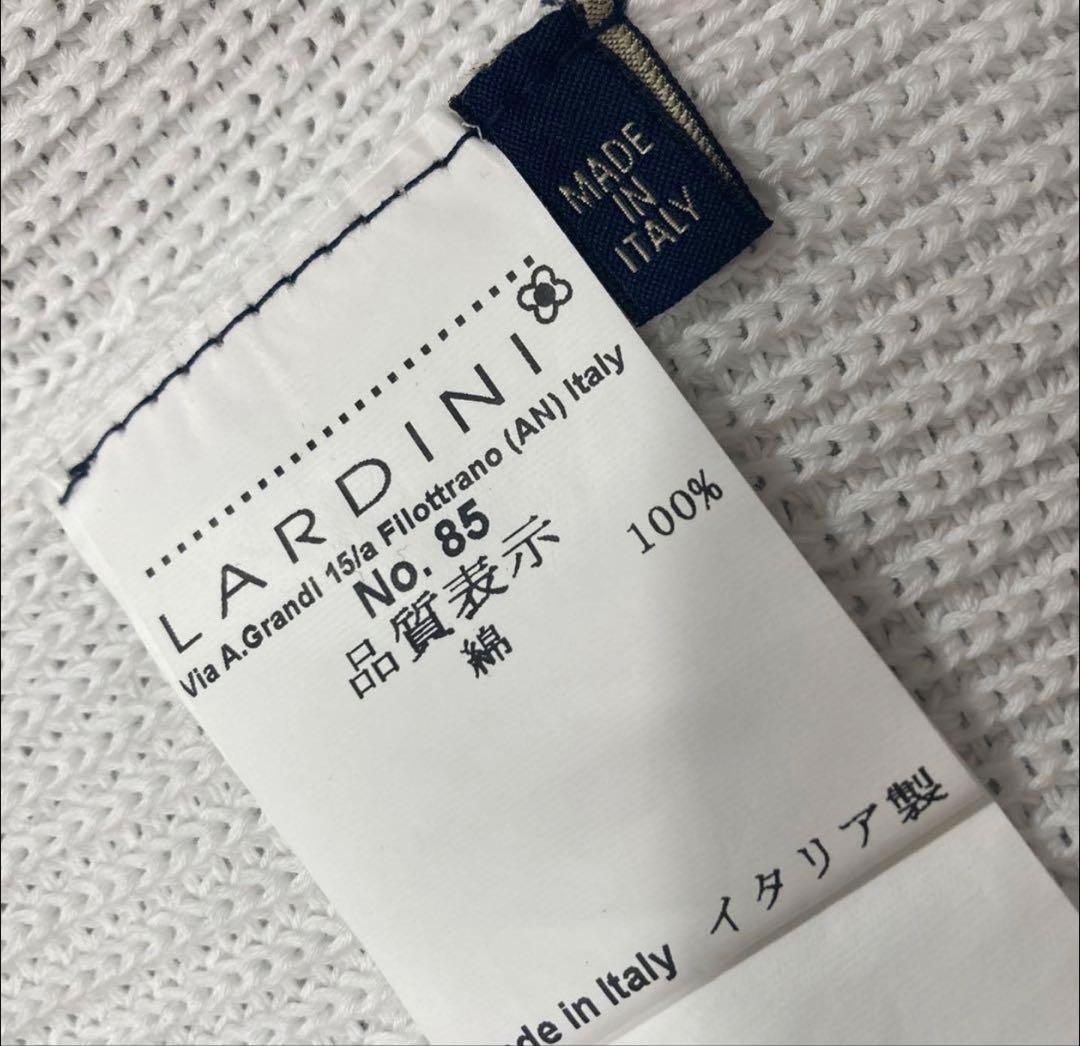 MADE
IN
ITALY
LARDINI
Via A.Grandi 15/a Filottrano (AN) Italy
No. 85
品質表示
綿 100%
de in Italy イタリア製